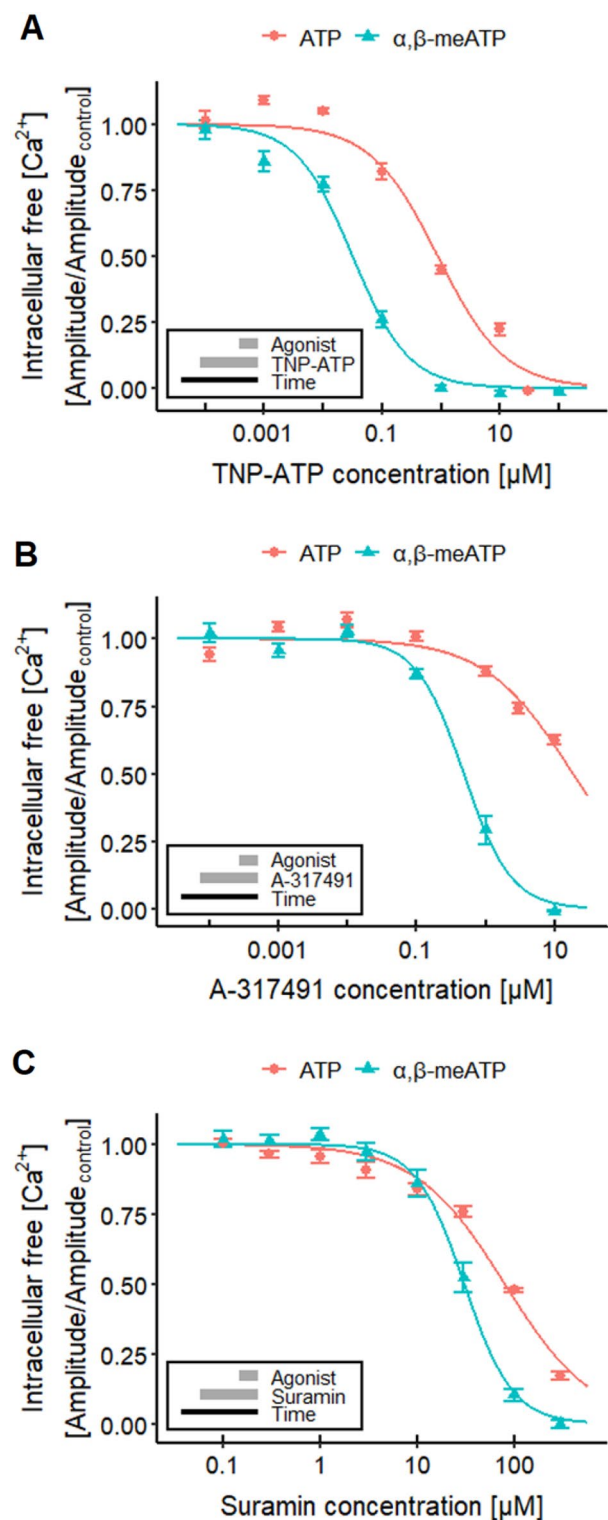 A
ATP α,β-meATP
Intracellular free [Ca²⁺]
[Amplitude/Amplitudecontrol]
1.00
0.75
0.50
0.25
0.00
Agonist
TNP-ATP
Time
0.001 0.1 10
TNP-ATP concentration [µM]
B
ATP α,β-meATP
Intracellular free [Ca²⁺]
[Amplitude/Amplitudecontrol]
1.00
0.75
0.50
0.25
0.00
Agonist
A-317491
Time
0.001 0.1 10
A-317491 concentration [µM]
C
ATP α,β-meATP
Intracellular free [Ca²⁺]
[Amplitude/Amplitudecontrol]
1.00
0.75
0.50
0.25
0.00
Agonist
Suramin
Time
0.1 1 10 100
Suramin concentration [µM]